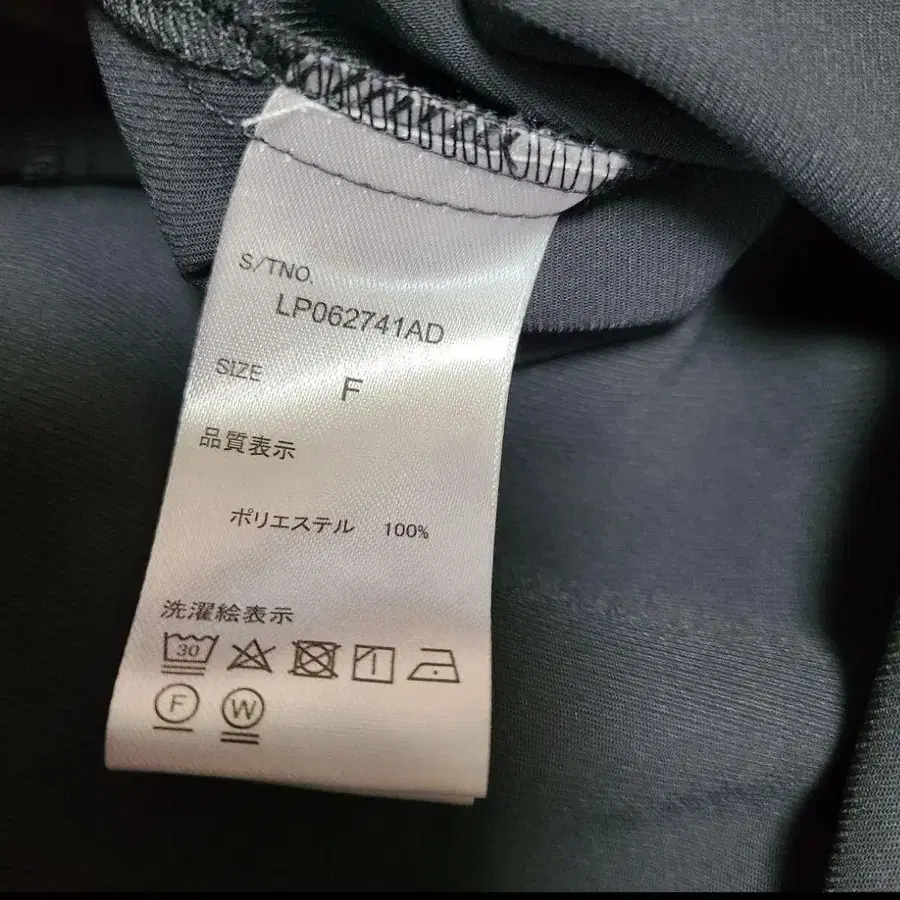 S/TNO.
LP062741AD
SIZE
F
品質表示
ポリエステル 100%
洗濯絵表示
30
F
W